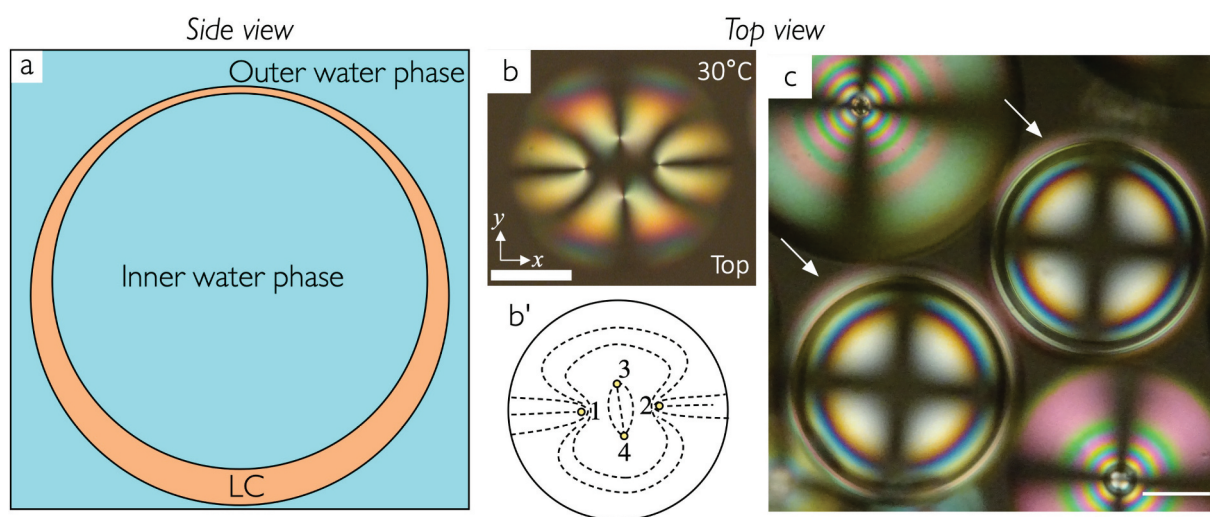 Side view
Top view
a
Outer water phase
Inner water phase
LC
b
30°C
y
x
Top
b'
3
1
2
4
c